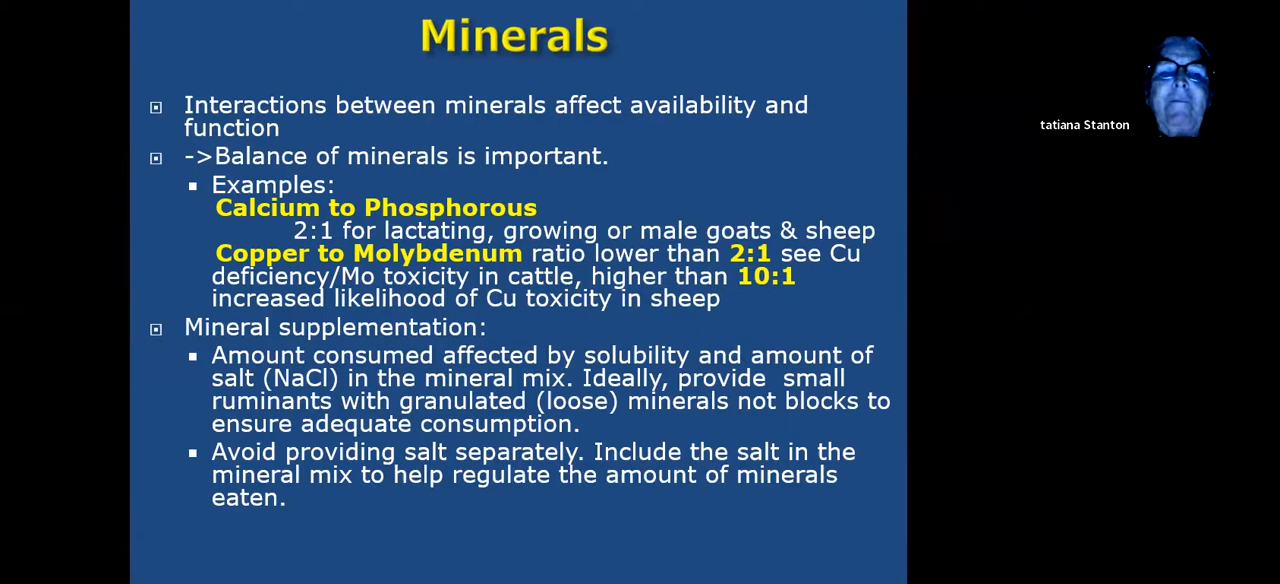 Minerals
Interactions between minerals affect availability and
function
->Balance of minerals is important.
Examples:
Calcium to Phosphorous
2:1 for lactating, growing or male goats & sheep
Copper to Molybdenum ratio lower than 2:1 see Cu
deficiency/Mo toxicity in cattle, higher than 10:1
increased likelihood of Cu toxicity in sheep
Mineral supplementation:
Amount consumed affected by solubility and amount of
salt (NaCl) in the mineral mix. Ideally, provide small
ruminants with granulated (loose) minerals not blocks to
ensure adequate consumption.
Avoid providing salt separately. Include the salt in the
mineral mix to help regulate the amount of minerals
eaten.
tatiana Stanton